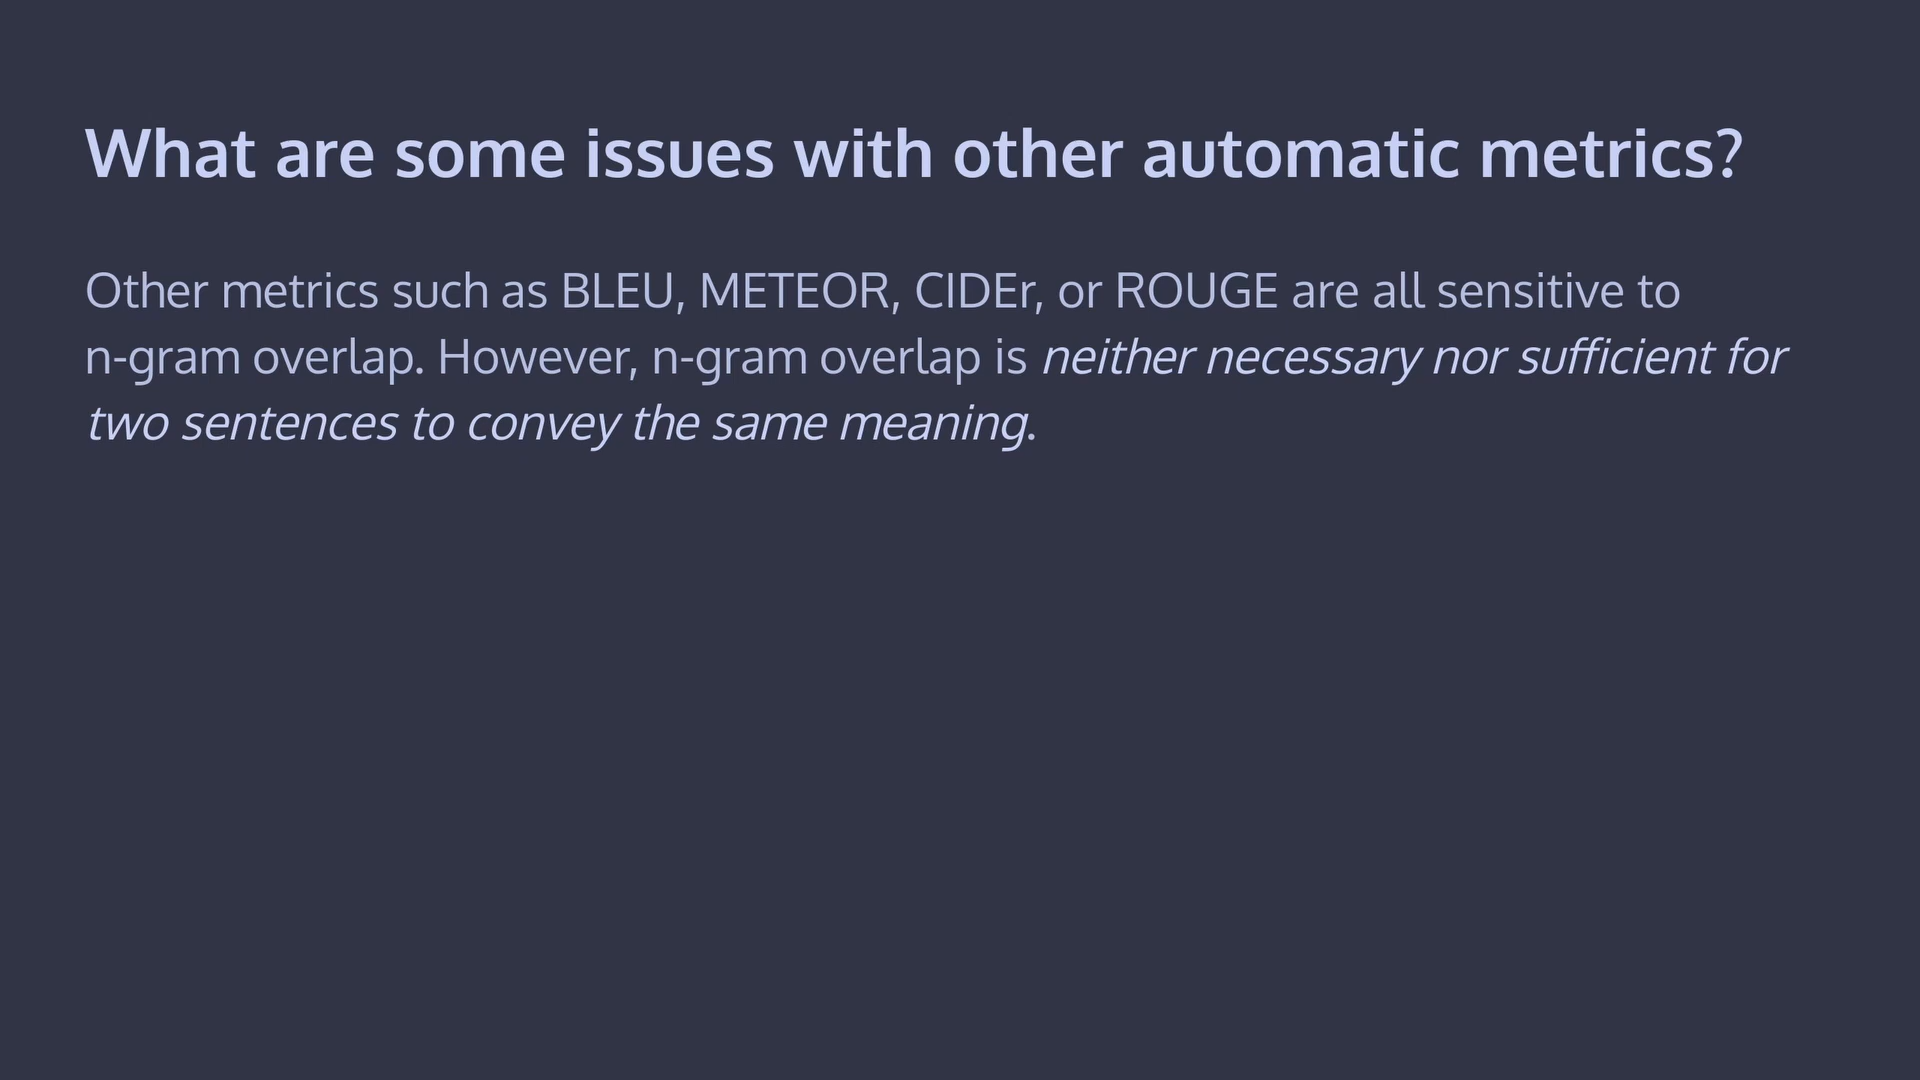 What are some issues with other automatic metrics?
Other metrics such as BLEU, METEOR, CIDEr, or ROUGE are all sensitive to
n-gram overlap. However, n-gram overlap is neither necessary nor sufficient for
two sentences to convey the same meaning.